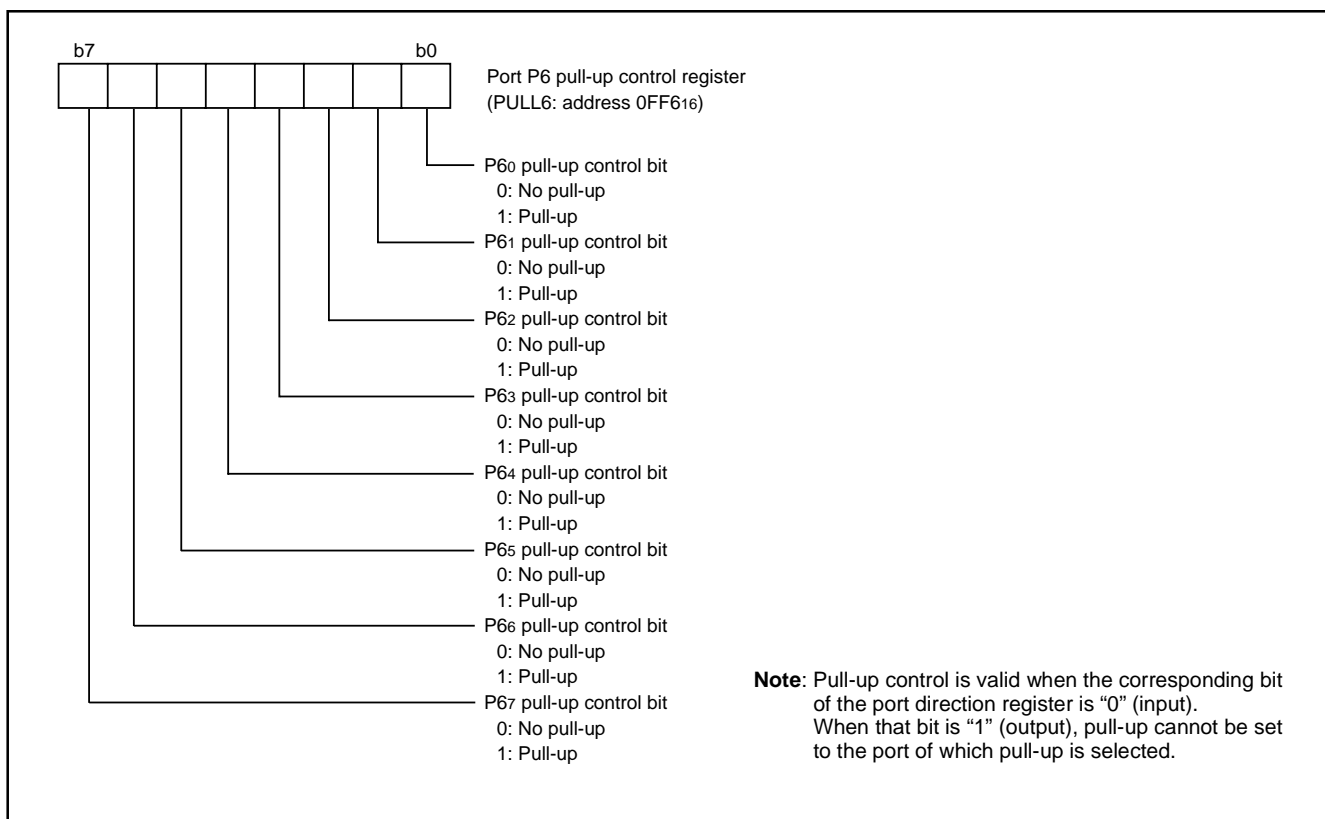 b7 b0
Port P6 pull-up control register
(PULL6: address 0FF616)
P60 pull-up control bit
0: No pull-up
1: Pull-up
P61 pull-up control bit
0: No pull-up
1: Pull-up
P62 pull-up control bit
0: No pull-up
1: Pull-up
P63 pull-up control bit
0: No pull-up
1: Pull-up
P64 pull-up control bit
0: No pull-up
1: Pull-up
P65 pull-up control bit
0: No pull-up
1: Pull-up
P66 pull-up control bit
0: No pull-up
1: Pull-up
P67 pull-up control bit
0: No pull-up
1: Pull-up
Note: Pull-up control is valid when the corresponding bit
of the port direction register is “0” (input).
When that bit is “1” (output), pull-up cannot be set
to the port of which pull-up is selected.